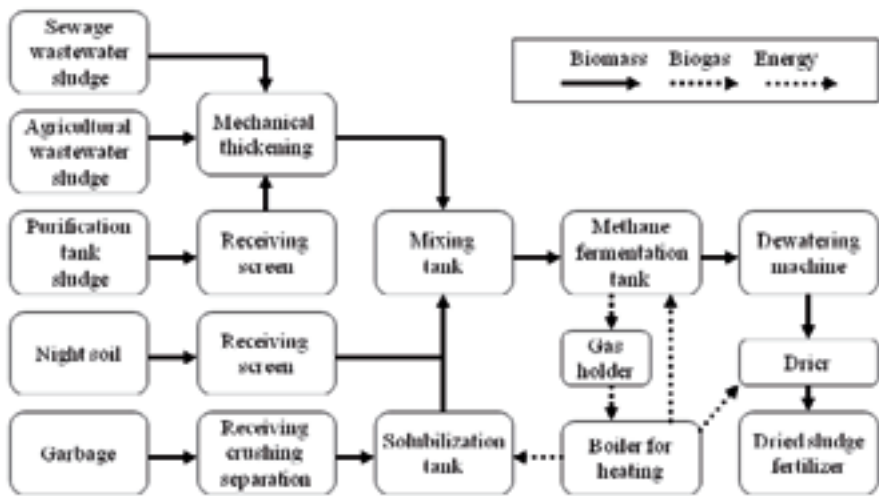 Sewage
wastewater
sludge
Biomass Biogas Energy
Agricultural
wastewater
sludge
Mechanical
thickening
Purification
tank
sludge
Receiving
screen
Mixing
tank
Methane
fermentation
tank
Dewatering
machine
Night soil
Receiving
screen
Gas
holder
Drier
Garbage
Receiving
crushing
separation
Solubilization
tank
Boiler for
heating
Dried sludge
fertilizer